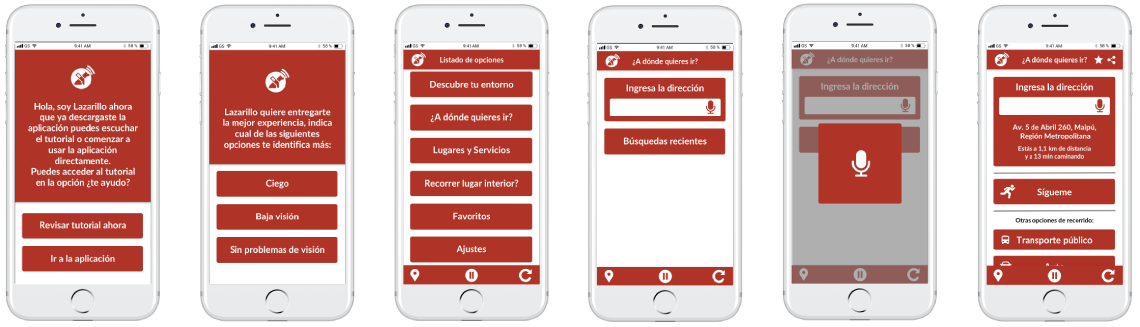 GS
9:41 AM
58 %
Hola, soy Lazarillo ahora
que ya descargaste la
aplicación puedes escuchar
el tutorial o comenzar a
usar la aplicación
directamente.
Puedes acceder al tutorial
en la opción ¿te ayudo?
Revisar tutorial ahora
Ir a la aplicación
GS
9:41 AM
58 %
Lazarillo quiere entregarte
la mejor experiencia, indica
cual de las siguientes
opciones te identifica más:
Ciego
Baja visión
Sin problemas de visión
GS
9:41 AM
58 %
Listado de opciones
Descubre tu entorno
¿A dónde quieres ir?
Lugares y Servicios
Recorrer lugar interior?
Favoritos
Ajustes
GS
9:41 AM
58 %
¿A dónde quieres ir?
Ingresa la dirección
Búsquedas recientes
GS
9:41 AM
58 %
¿A dónde quieres ir?
Ingresa la dirección
GS
9:41 AM
58 %
¿A dónde quieres ir?
Ingresa la dirección
Av. 5 de Abril 260, Maipú,
Región Metropolitana
Estás a 1,1 km de distancia
y a 13 min caminando
Sígueme
Otras opciones de recorrido:
Transporte público